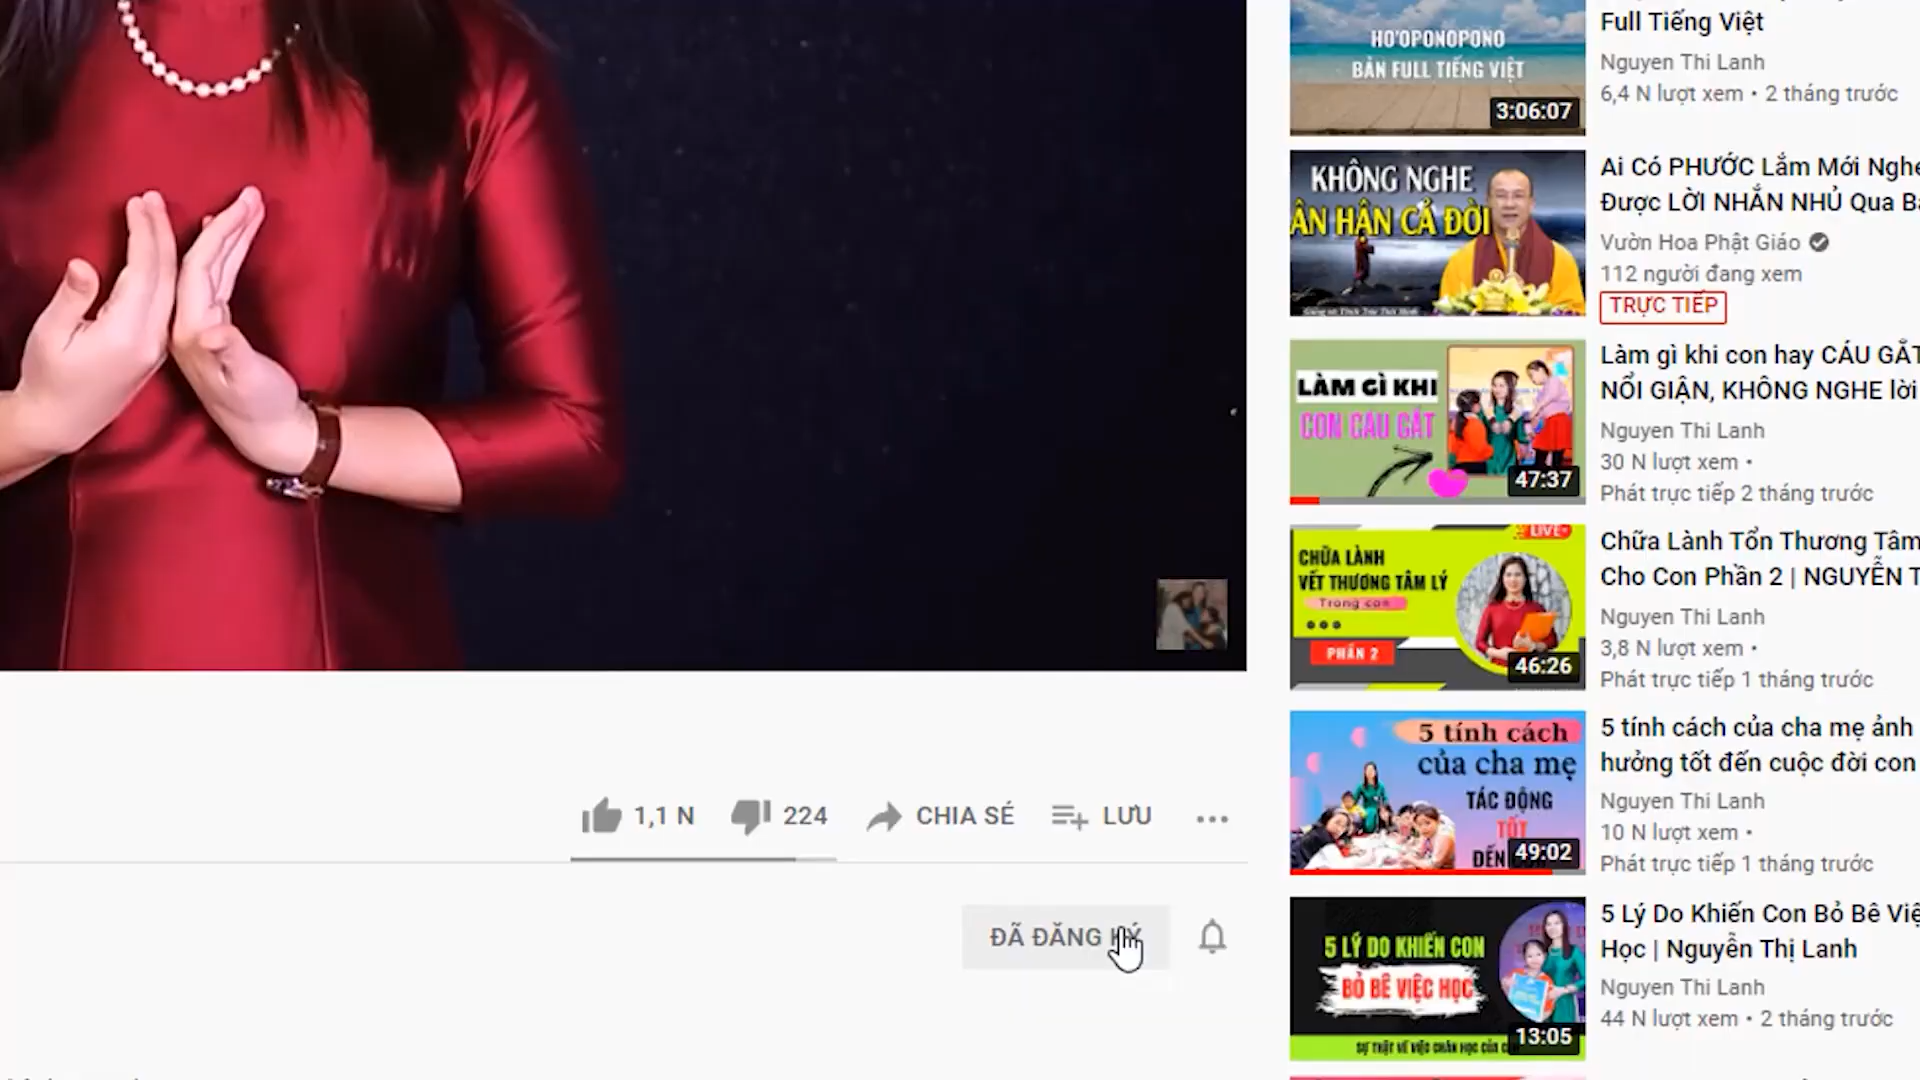 Full Tiếng Việt
HO'OPONOPONO
BẢN FULL TIẾNG VIỆT
3:06:07
Nguyen Thi Lanh
6,4 N lượt xem • 2 tháng trước
KHÔNG NGHE
ÂN HẬN CẢ ĐỜI
Ai Có PHƯỚC Lắm Mới Nghe
Được LỜI NHẮN NHỦ Qua
Vườn Hoa Phật Giáo
112 người đang xem
TRỰC TIẾP
LÀM GÌ KHI
CON CÁU GẮT
47:37
Làm gì khi con hay CÁU GẮT
NỔI GIẬN, KHÔNG NGHE lời
Nguyen Thi Lanh
30 N lượt xem •
Phát trực tiếp 2 tháng trước
LIVE
CHỮA LÀNH
VẾT THƯƠNG TÂM LÝ
Trong con
PHẦN 2
46:26
Chữa Lành Tổn Thương Tâm
Cho Con Phần 2 | NGUYỄN T
Nguyen Thi Lanh
3,8 N lượt xem •
Phát trực tiếp 1 tháng trước
5 tính cách
của cha mẹ
TÁC ĐỘNG
TỐT
ĐẾN
49:02
5 tính cách của cha mẹ ảnh
hưởng tốt đến cuộc đời con
Nguyen Thi Lanh
10 N lượt xem •
Phát trực tiếp 1 tháng trước
5 LÝ DO KHIẾN CON
BỎ BÊ VIỆC HỌC
SỰ THẬT VỀ VIỆC CHÁN HỌC CỦA
13:05
5 Lý Do Khiến Con Bỏ Bê Việ
Học | Nguyễn Thị Lanh
Nguyen Thi Lanh
44 N lượt xem • 2 tháng trước
1,1 N
224
CHIA SẺ
LƯU
ĐÃ ĐĂNG KÝ